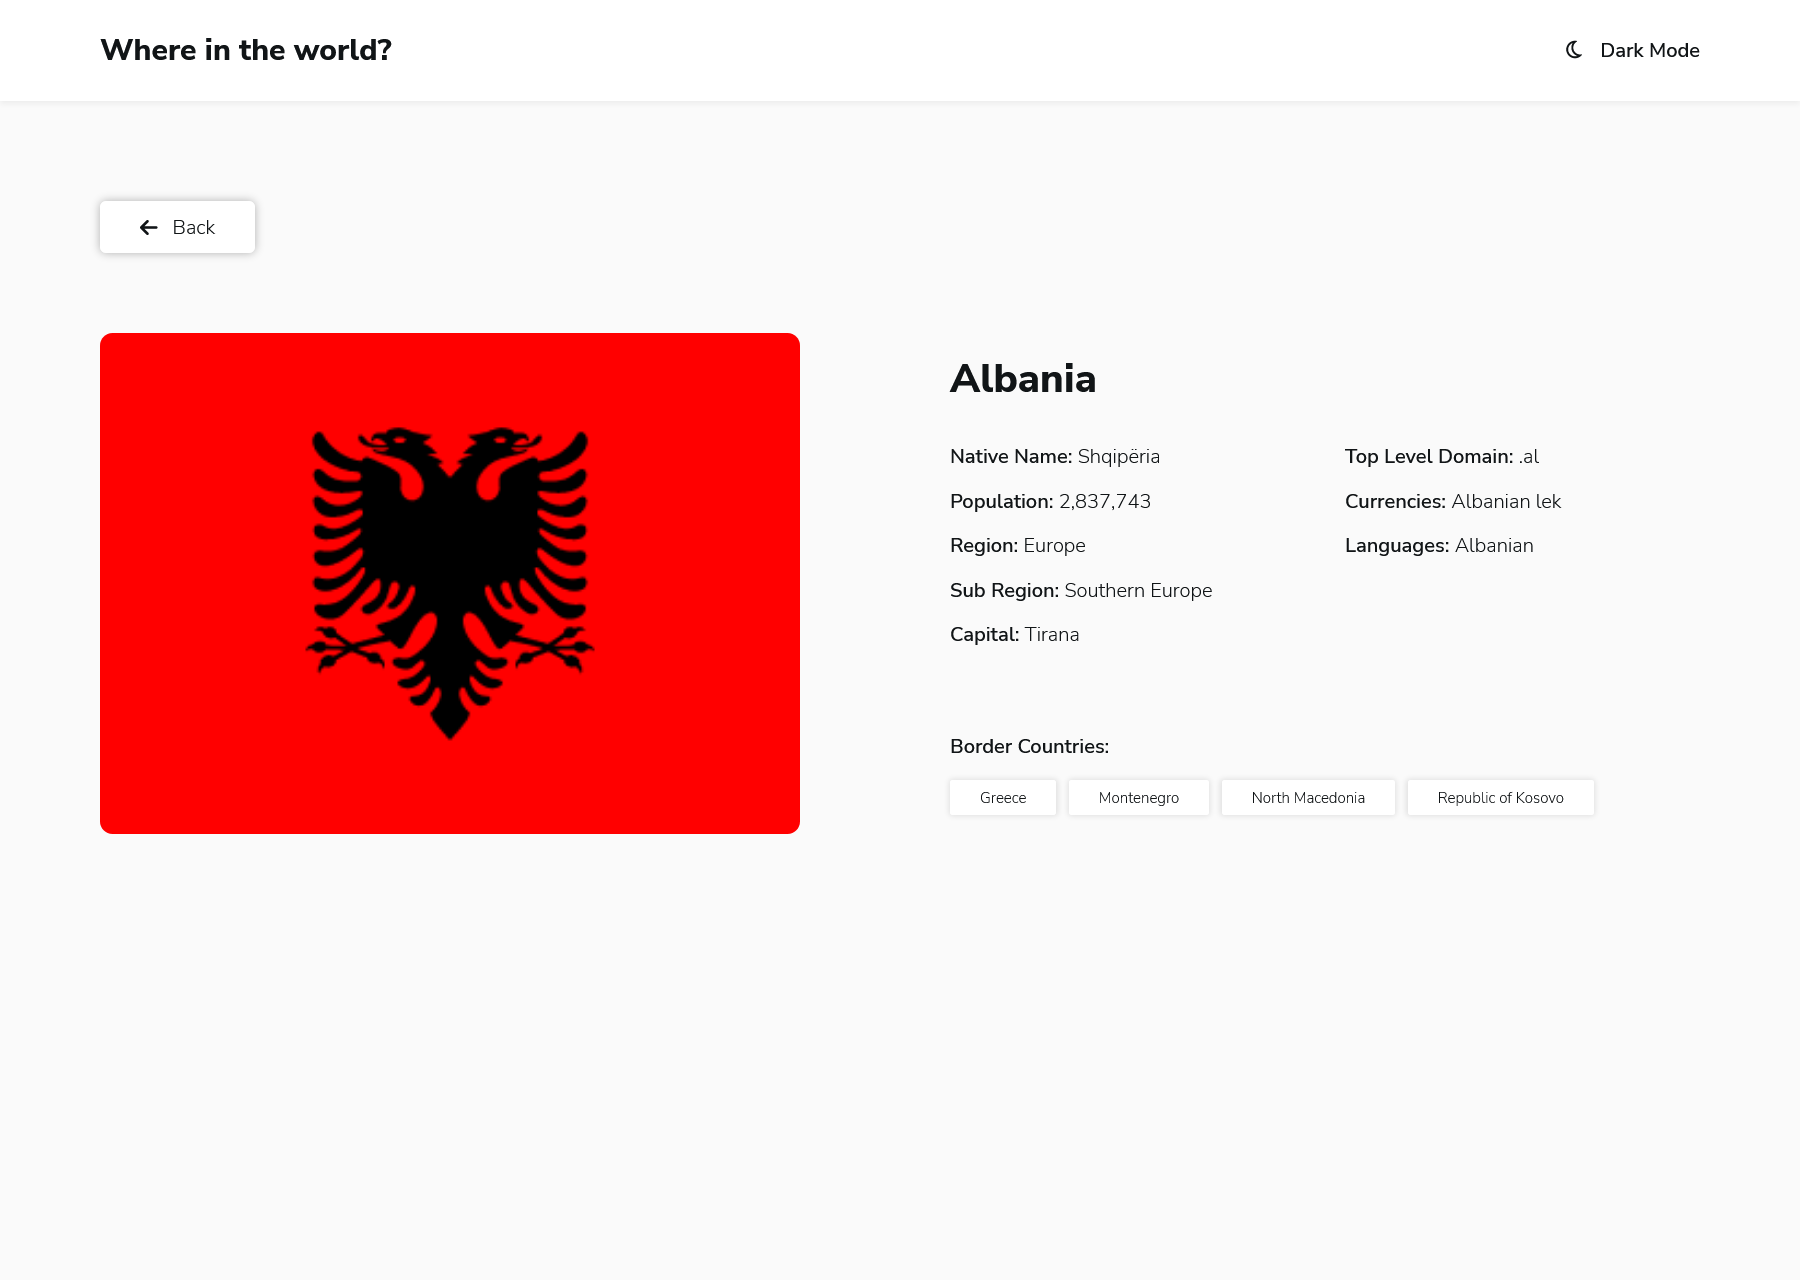 Where in the world?
Dark Mode
Back
Albania
Native Name: Shqipëria
Population: 2,837,743
Region: Europe
Sub Region: Southern Europe
Capital: Tirana
Top Level Domain: .al
Currencies: Albanian lek
Languages: Albanian
Border Countries:
Greece
Montenegro
North Macedonia
Republic of Kosovo